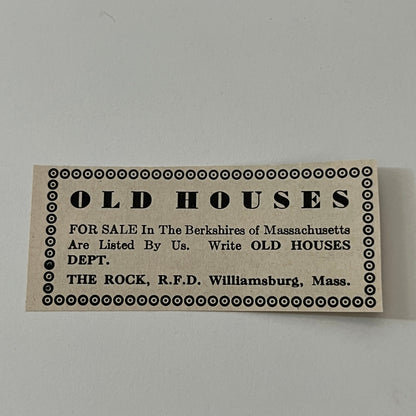 OLD HOUSES
FOR SALE In The Berkshires of Massachusetts
Are Listed By Us. Write OLD HOUSES
DEPT.
THE ROCK, R.F.D. Williamsburg, Mass.